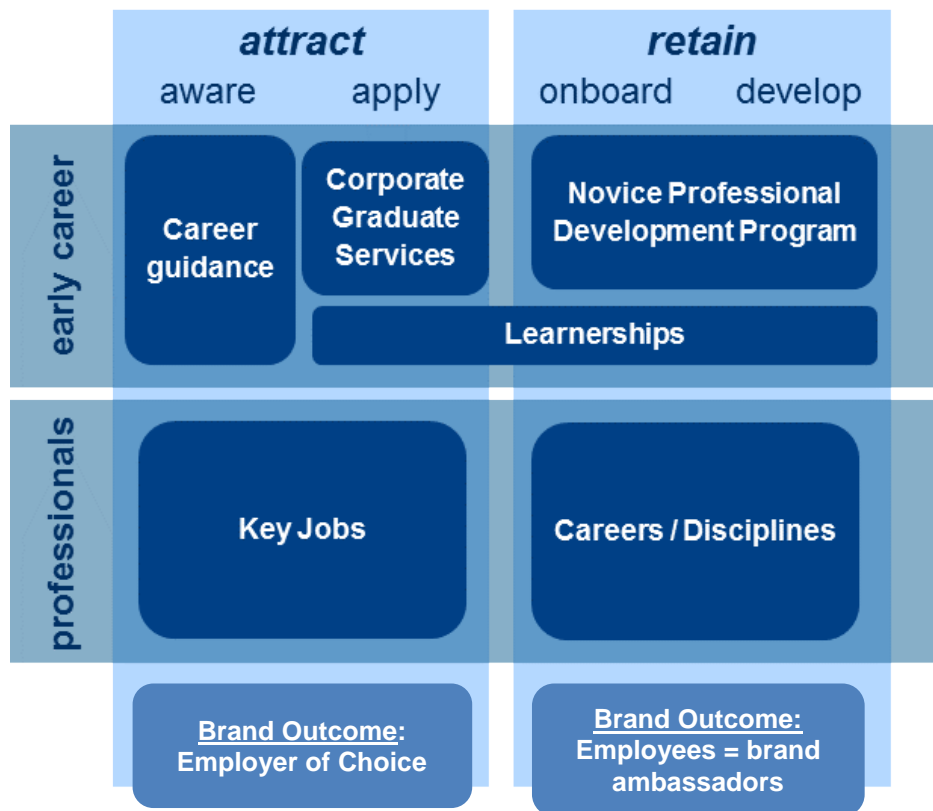 attract
retain
aware
apply
onboard
develop
early career
Career
guidance
Corporate
Graduate
Services
Novice Professional
Development Program
Learnerships
professionals
Key Jobs
Careers / Disciplines
Brand Outcome:
Employer of Choice
Brand Outcome:
Employees = brand
ambassadors